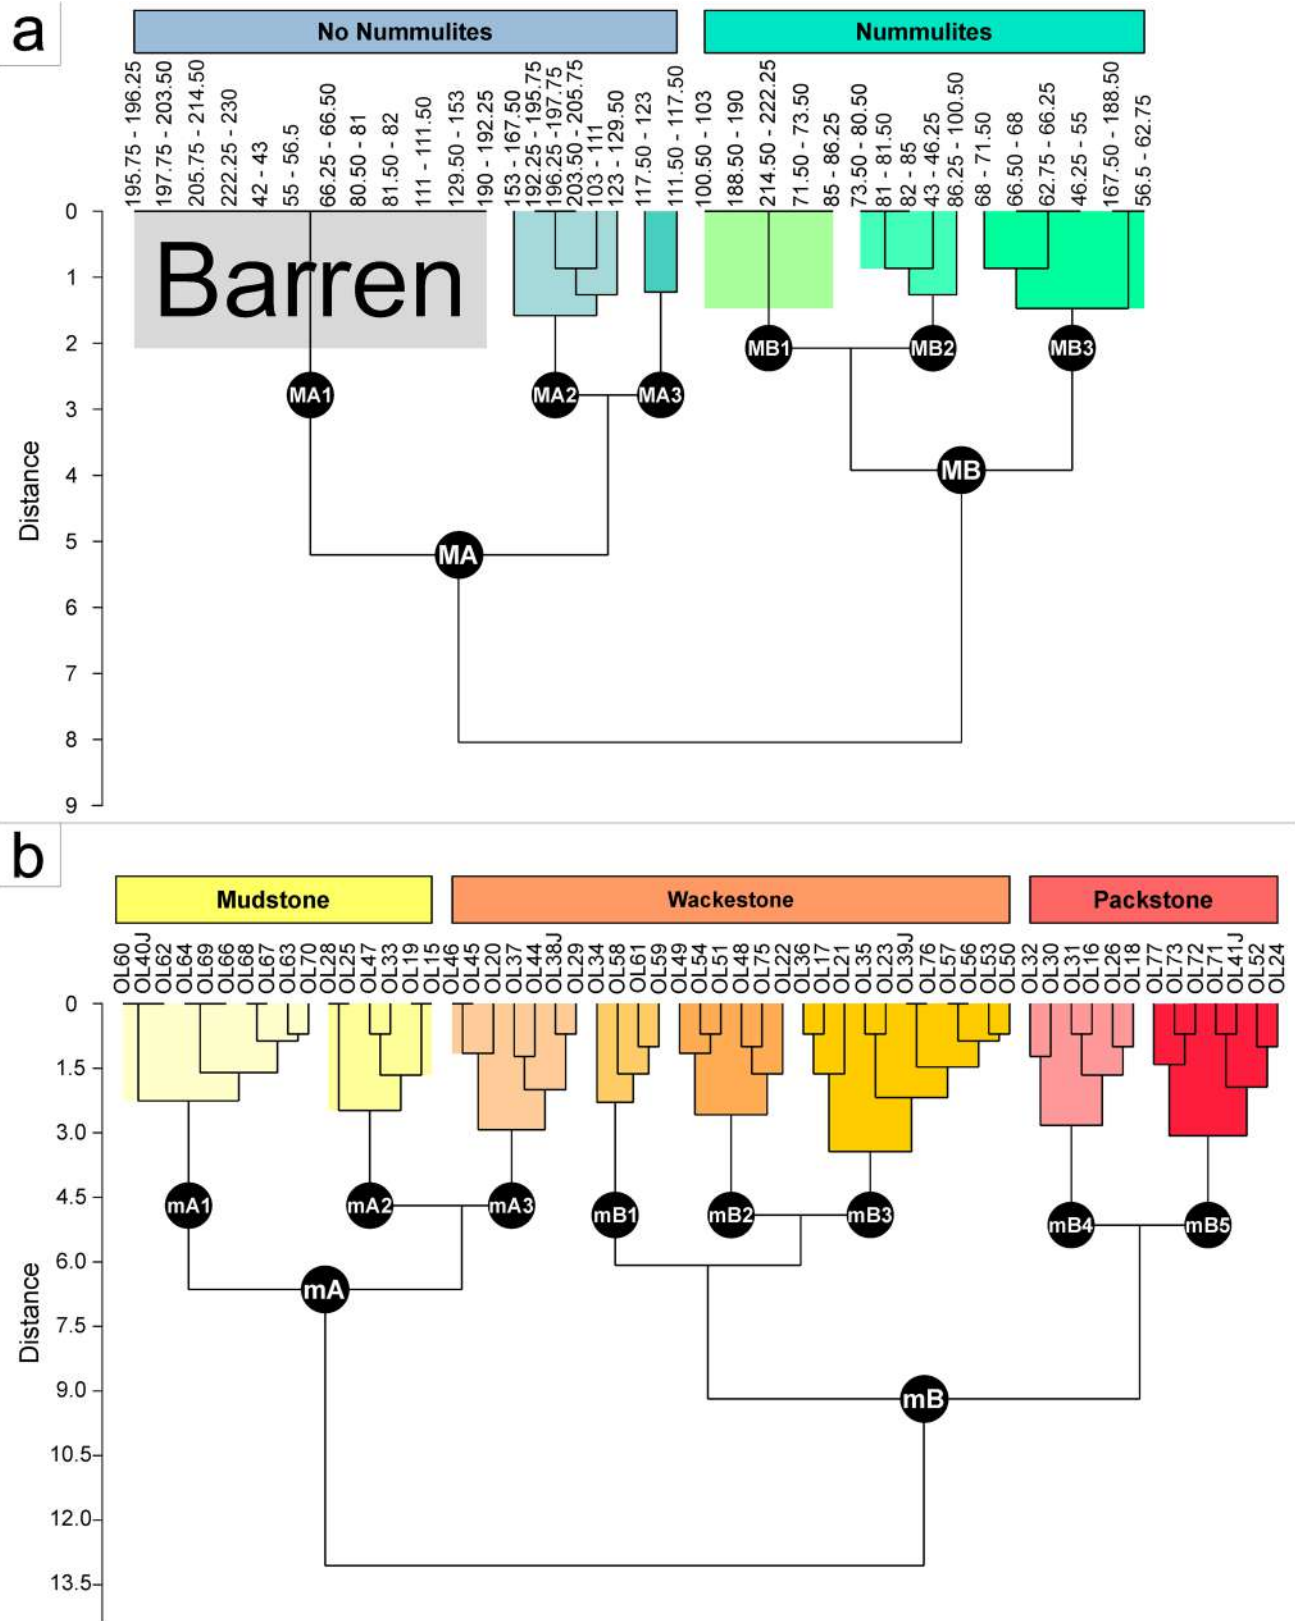 a
No Nummulites
Nummulites
195.75 - 196.25
197.75 - 203.50
205.75 - 214.50
222.25 - 230
42 - 43
55 - 56.5
66.25 - 66.50
80.50 - 81
81.50 - 82
111 - 111.50
129.50 - 153
190 - 192.25
153 - 167.50
192.25 - 195.75
196.25 -197.75
203.50 - 205.75
103 - 111
123 - 129.50
117.50 - 123
111.50 - 117.50
100.50 - 103
188.50 - 190
214.50 - 222.25
71.50 - 73.50
85 - 86.25
73.50 - 80.50
81 - 81.50
82 - 85
43 - 46.25
86.25 - 100.50
68 - 71.50
66.50 - 68
62.75 - 66.25
46.25 - 55
167.50 - 188.50
56.5 - 62.75
0
1
2
3
4
5
6
7
8
9
Distance
Barren
MA1
MA2
MA3
MB1
MB2
MB3
MB
MA
b
Mudstone
Wackestone
Packstone
OL60
OL40J
OL62
OL64
OL69
OL66
OL68
OL67
OL63
OL70
OL28
OL25
OL47
OL33
OL19
OL15
OL46
OL45
OL20
OL37
OL44
OL38J
OL29
OL34
OL58
OL61
OL59
OL49
OL54
OL51
OL48
OL75
OL22
OL36
OL17
OL21
OL35
OL23
OL39J
OL76
OL57
OL56
OL53
OL50
OL32
OL30
OL31
OL16
OL26
OL18
OL77
OL73
OL72
OL71
OL41J
OL52
OL24
0
1.5
3.0
4.5
6.0
7.5
9.0
10.5
12.0
13.5
Distance
mA1
mA2
mA3
mB1
mB2
mB3
mB4
mB5
mA
mB